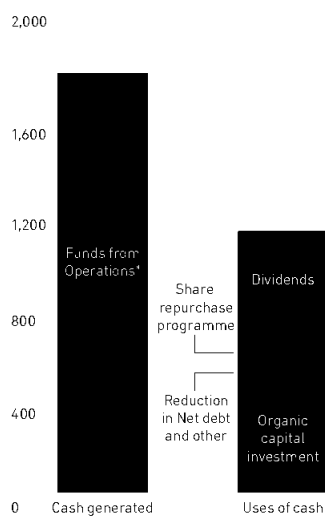 2,000
1,600
1,200
800
400
0
Funds from
Operations*
Cash generated
Share
repurchase
programme
Reduction
in Net debt
and other
Dividends
Organic
capital
investment
Uses of cash